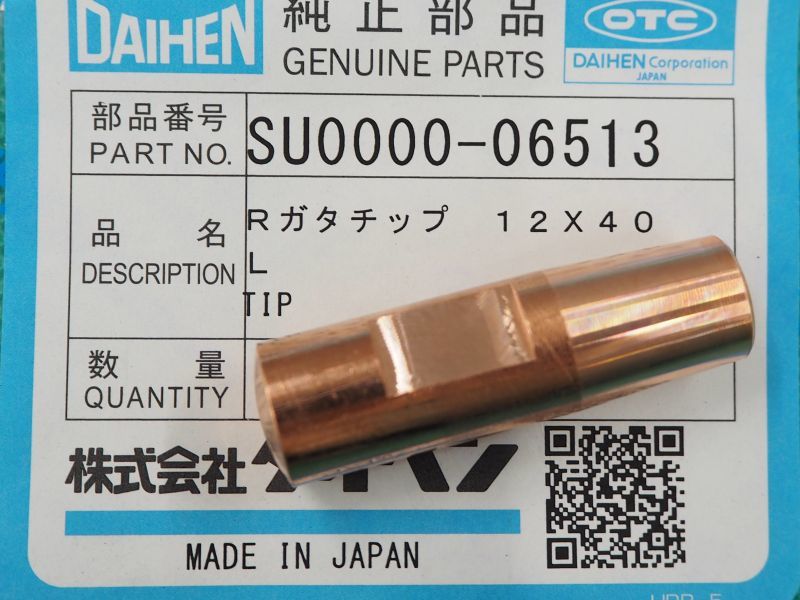 DAIHEN
純正部品
GENUINE PARTS
OTC
DAIHEN Corporation
JAPAN
部品番号
PART NO.
SU0000-06513
品 名
DESCRIPTION
Rガタチップ 12X40
L
TIP
数 量
QUANTITY
株式会社
MADE IN JAPAN